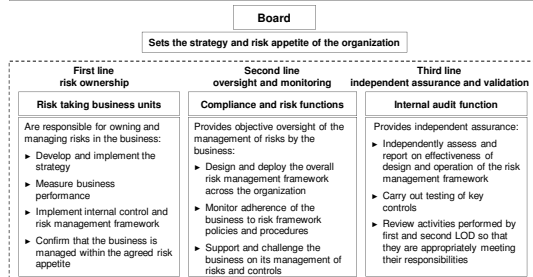 Board
Sets the strategy and risk appetite of the organization
First line
risk ownership
Risk taking business units
Are responsible for owning and
managing risks in the business:
► Develop and implement the
strategy
► Measure business
performance
► Implement internal control and
risk management framework
► Confirm that the business is
managed within the agreed risk
appetite
Second line
oversight and monitoring
Compliance and risk functions
Provides objective oversight of the
management of risks by the
business:
► Design and deploy the overall
risk management framework
across the organization
► Monitor adherence of the
business to risk framework
policies and procedures
► Support and challenge the
business on its management of
risks and controls
Third line
independent assurance and validation
Internal audit function
Provides independent assurance:
► Independently assess and
report on effectiveness of
design and operation of the risk
management framework
► Carry out testing of key
controls
► Review activities performed by
first and second LOD so that
they are appropriately meeting
their responsibilities